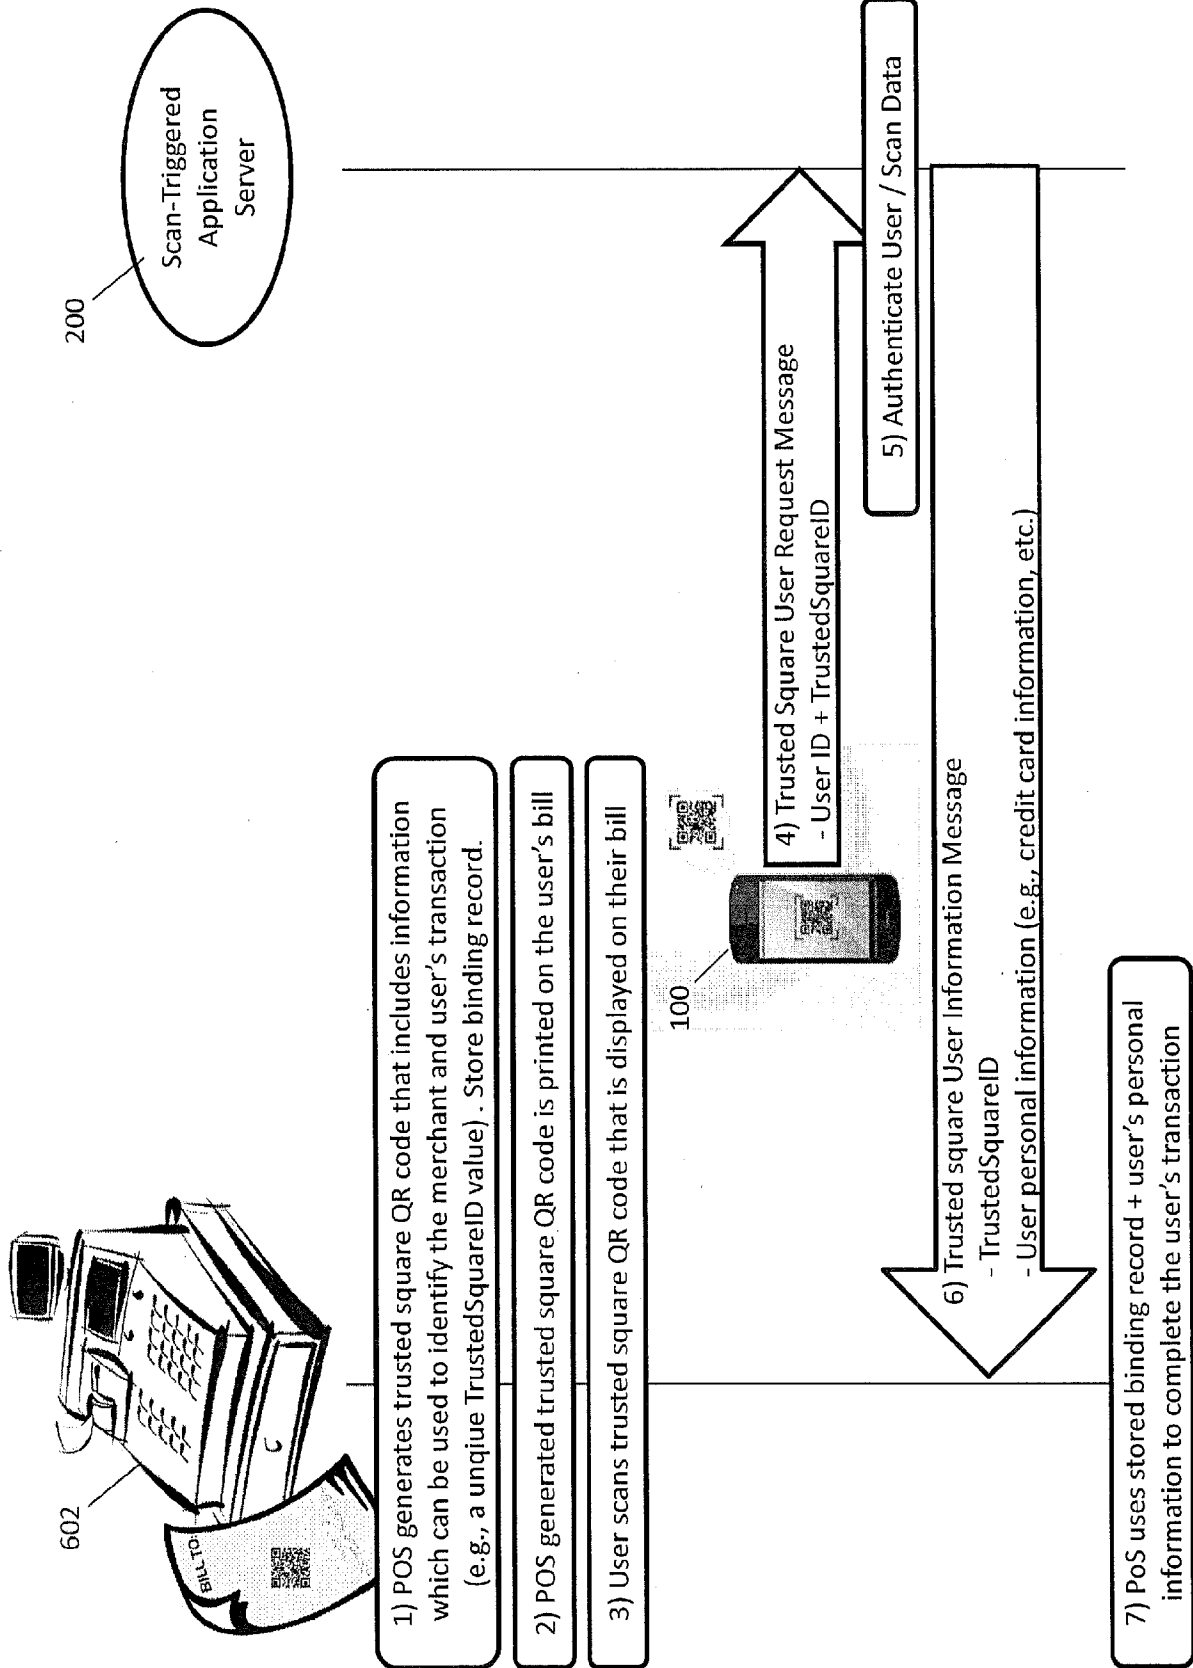 602
BILL TO:
200
Scan-Triggered
Application
Server
1) POS generates trusted square QR code that includes information
which can be used to identify the merchant and user's transaction
(e.g., a unqiue TrustedSquareID value) . Store binding record.
2) POS generated trusted square QR code is printed on the user's bill
3) User scans trusted square QR code that is displayed on their bill
100
4) Trusted Square User Request Message
- User ID + TrustedSquareID
5) Authenticate User / Scan Data
6) Trusted square User Information Message
- TrustedSquareID
- User personal information (e.g., credit card information, etc.)
7) PoS uses stored binding record + user's personal
information to complete the user's transaction